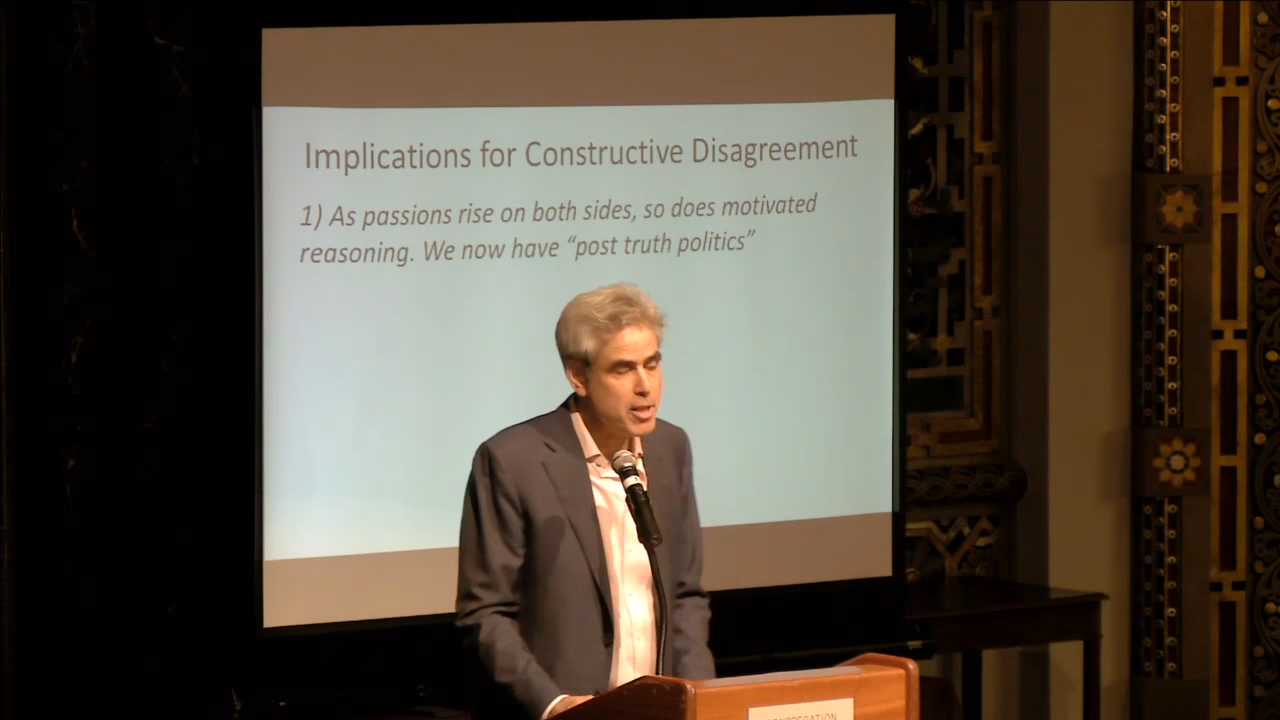 Implications for Constructive Disagreement
1) As passions rise on both sides, so does motivated
reasoning. We now have “post truth politics”